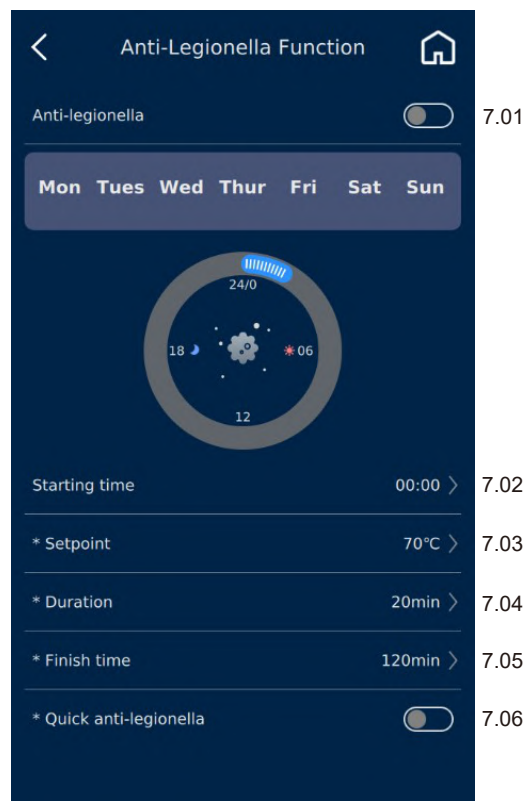 Anti-Legionella Function
Anti-legionella 7.01
Mon Tues Wed Thur Fri Sat Sun
24/0
18 06
12
Starting time 00:00 7.02
* Setpoint 70℃ 7.03
* Duration 20min 7.04
* Finish time 120min 7.05
* Quick anti-legionella 7.06